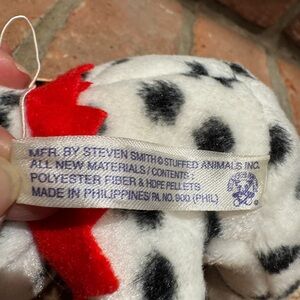 MFR. BY STEVEN SMITH © STUFFED ANIMALS INC.
ALL NEW MATERIALS / CONTENTS :
POLYESTER FIBER & HDPE PELLETS
MADE IN PHILIPPINES/PA. NO. 900 (PHIL)